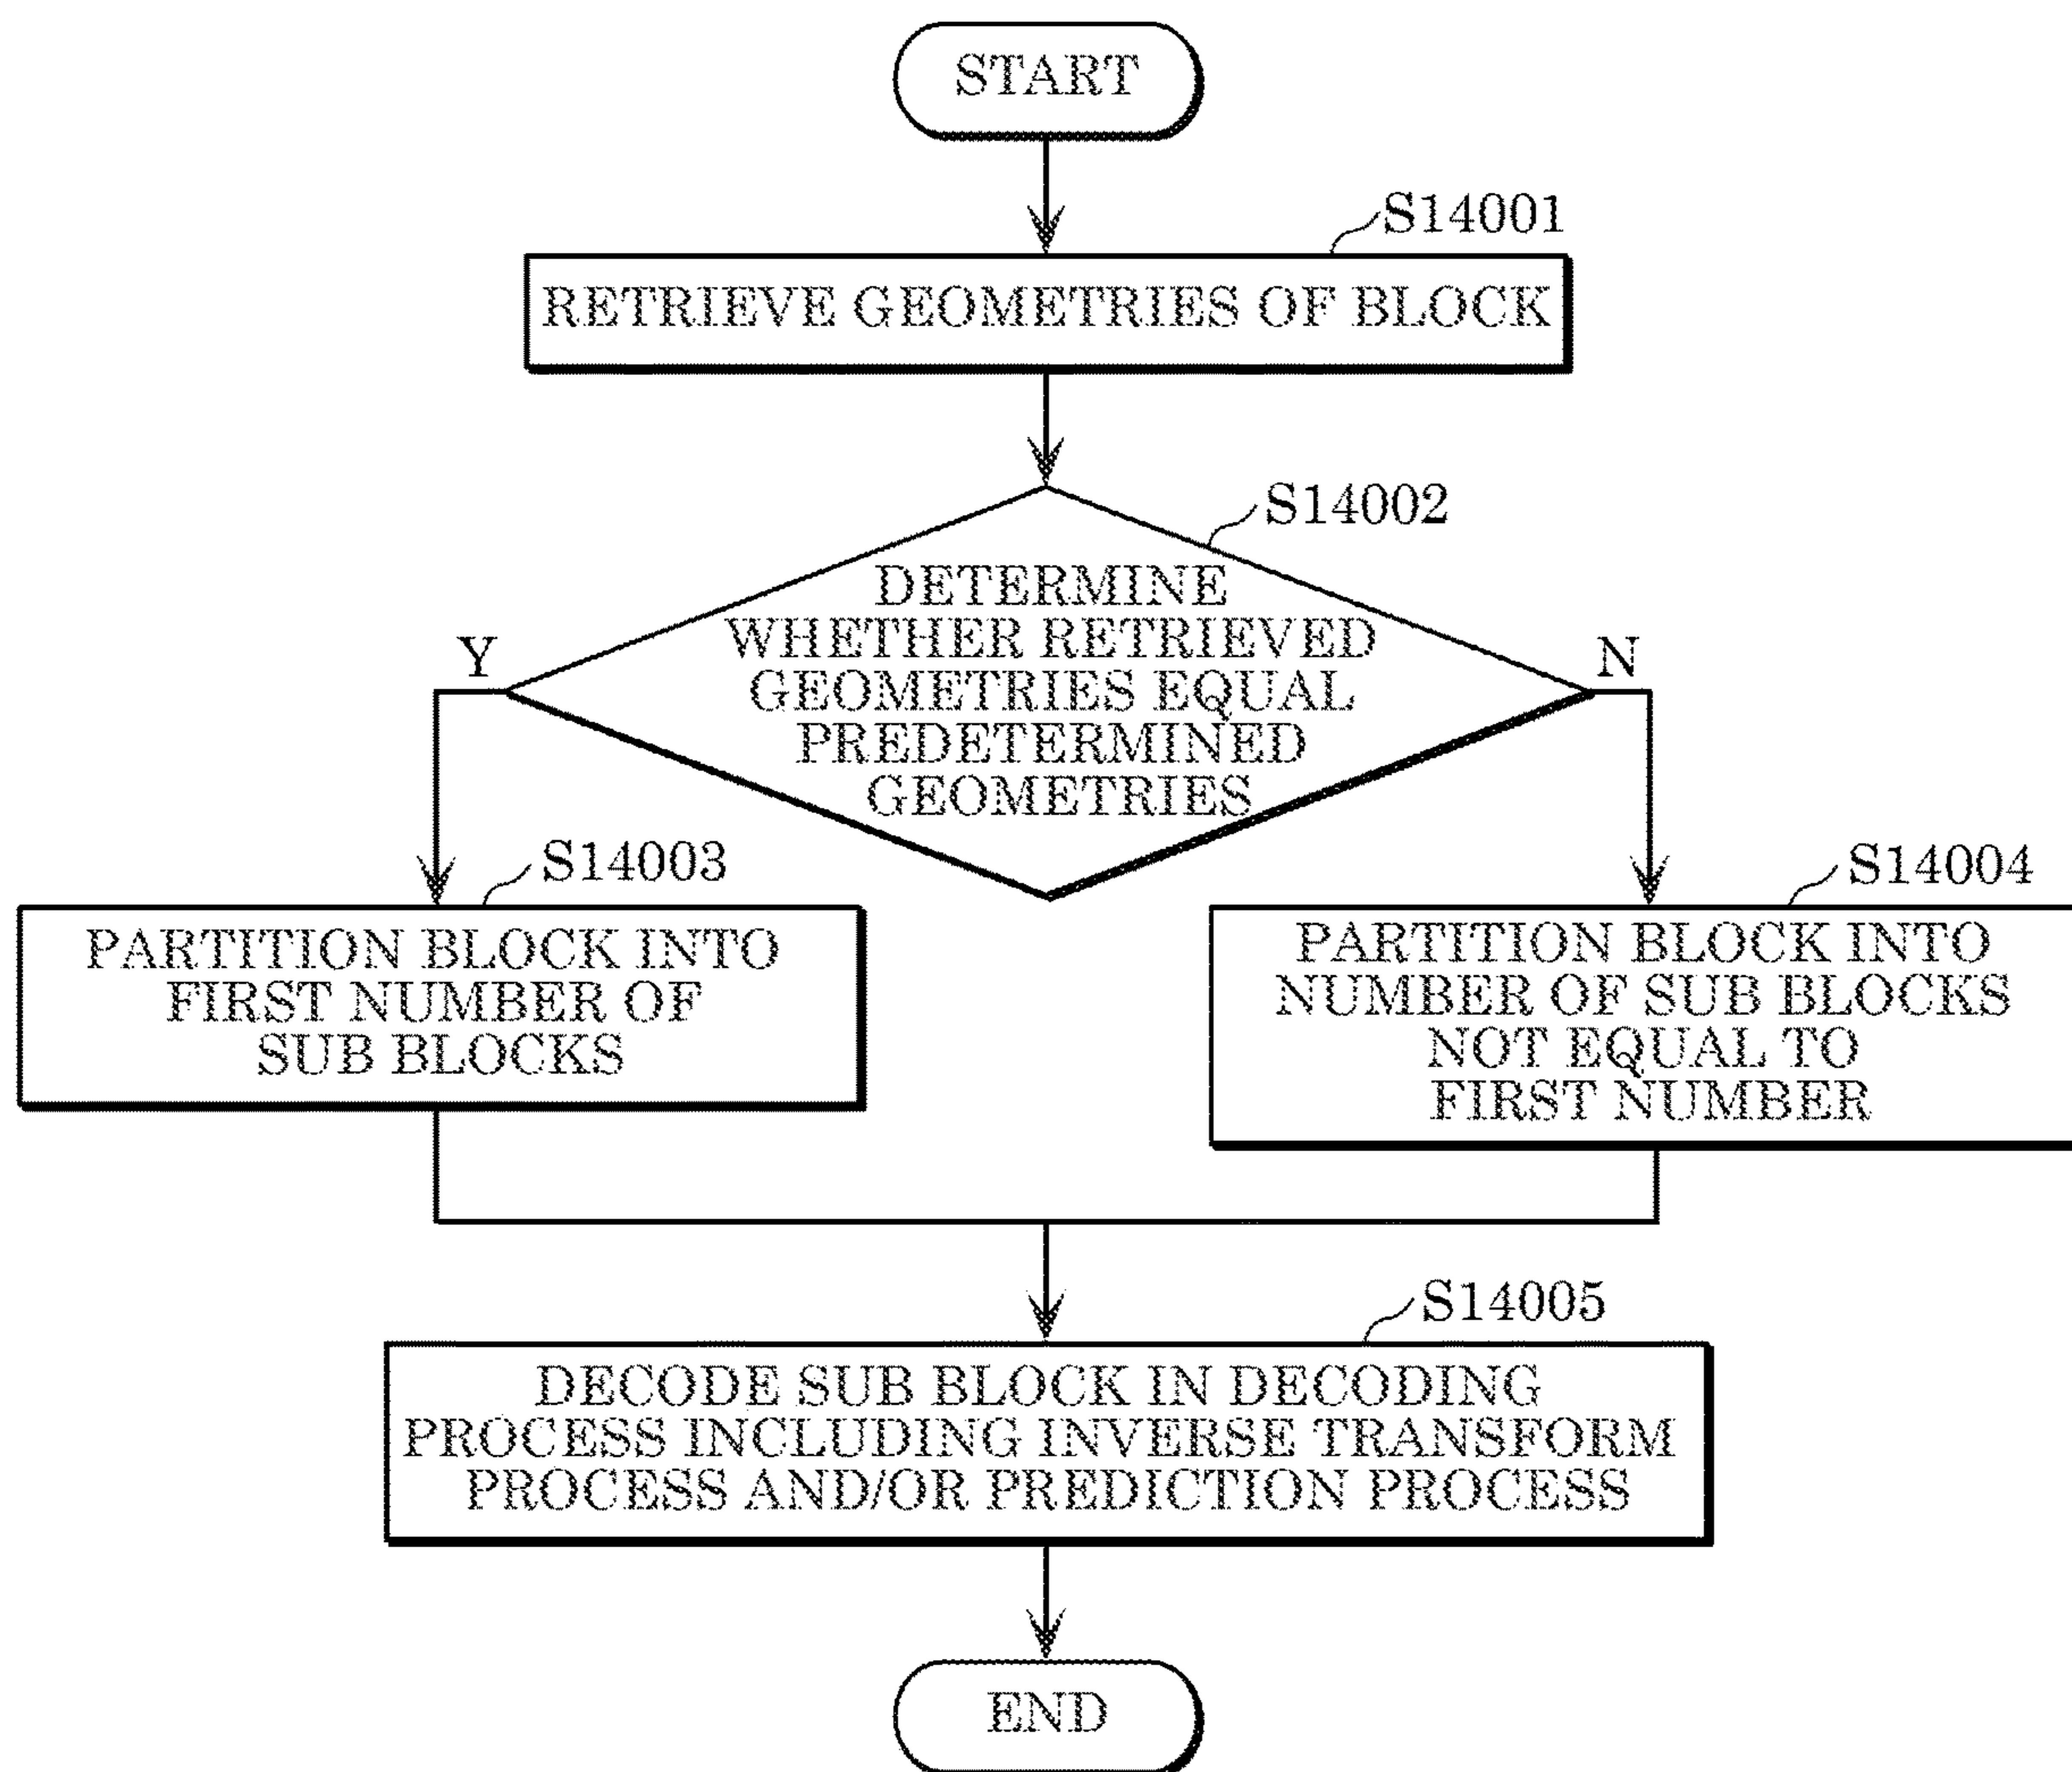 START
S14001
RETRIEVE GEOMETRIES OF BLOCK
S14002
DETERMINE
WHETHER RETRIEVED
GEOMETRIES EQUAL
PREDETERMINED
GEOMETRIES
Y
N
S14003
PARTITION BLOCK INTO
FIRST NUMBER OF
SUB BLOCKS
S14004
PARTITION BLOCK INTO
NUMBER OF SUB BLOCKS
NOT EQUAL TO
FIRST NUMBER
S14005
DECODE SUB BLOCK IN DECODING
PROCESS INCLUDING INVERSE TRANSFORM
PROCESS AND/OR PREDICTION PROCESS
END